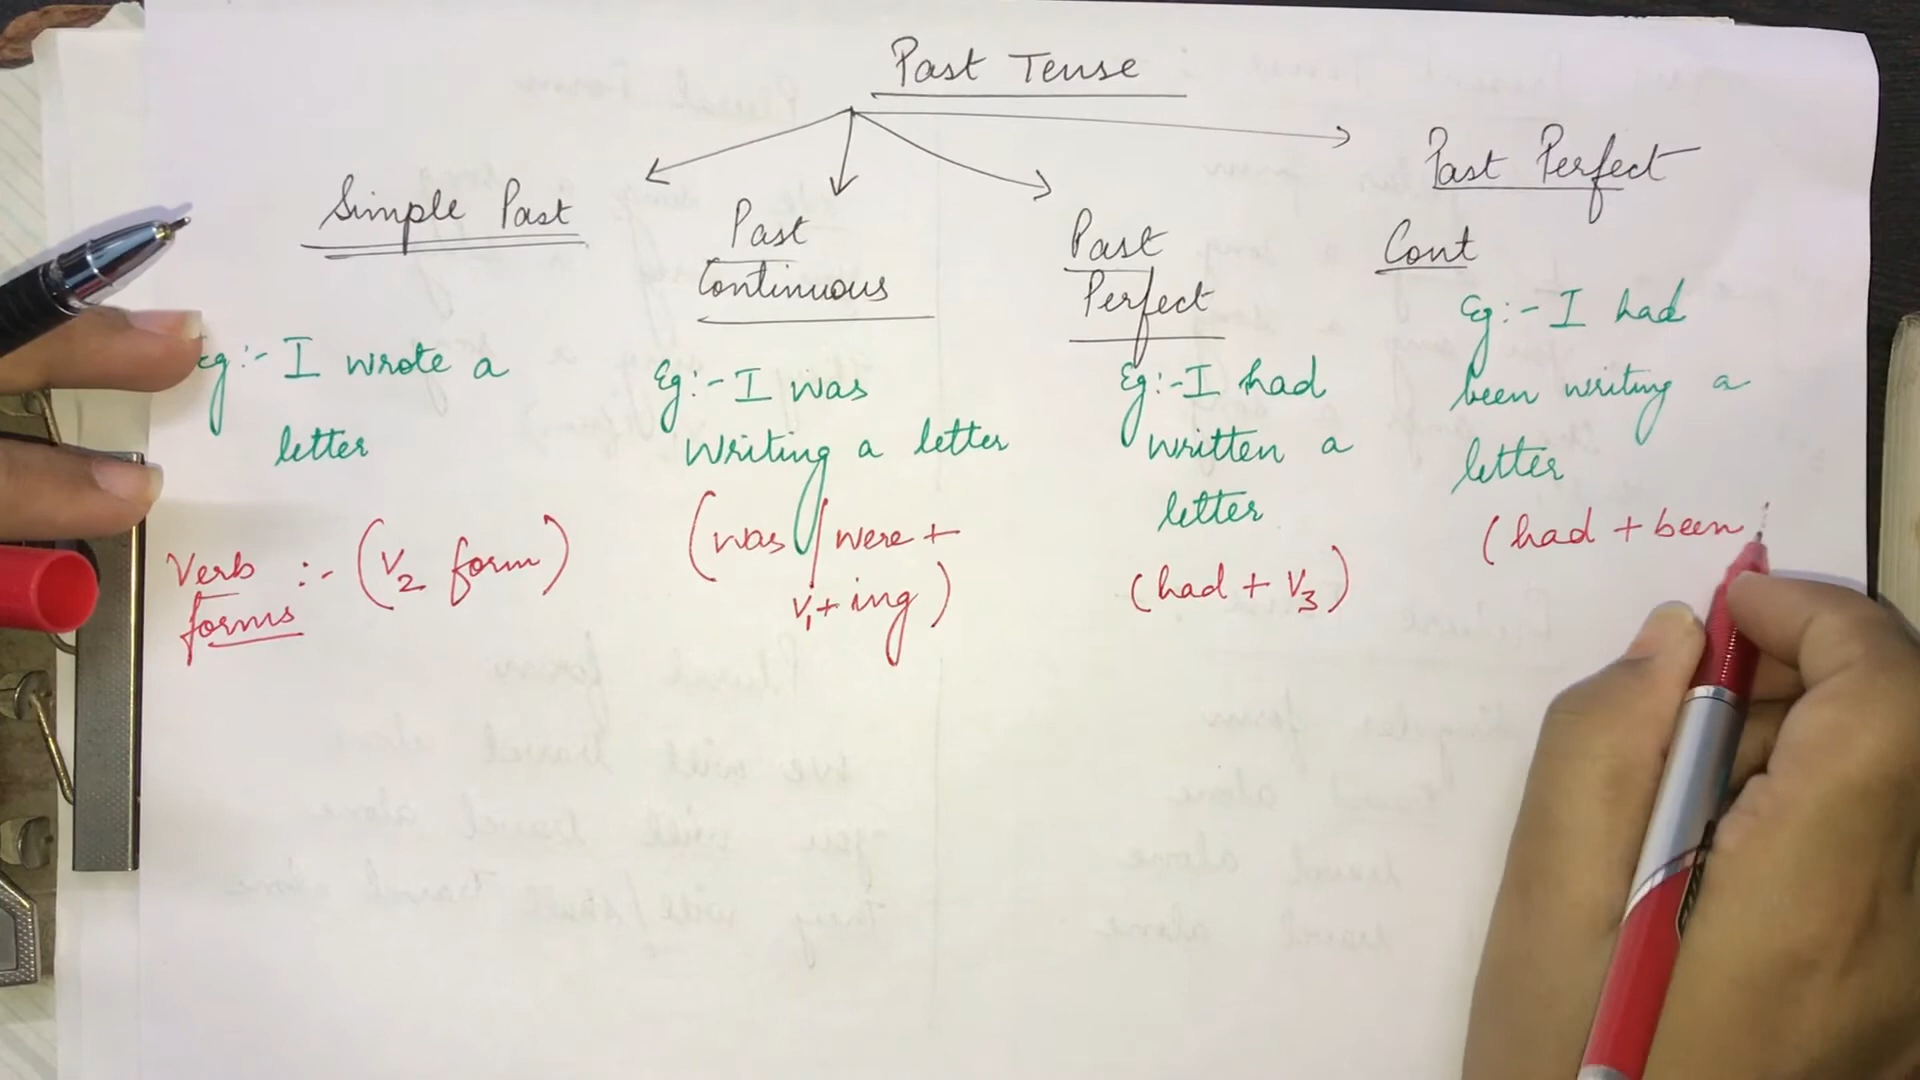 Past Tense
Simple Past
Eg:- I wrote a
letter
Verb forms :- (V2 form)
Past
Continuous
Eg:- I was
writing a letter
(was/were +
V1 + ing)
Past
Perfect
Eg:- I had
written a
letter
(had + V3)
Past Perfect
Cont
Eg:- I had
been writing a
letter
(had + been